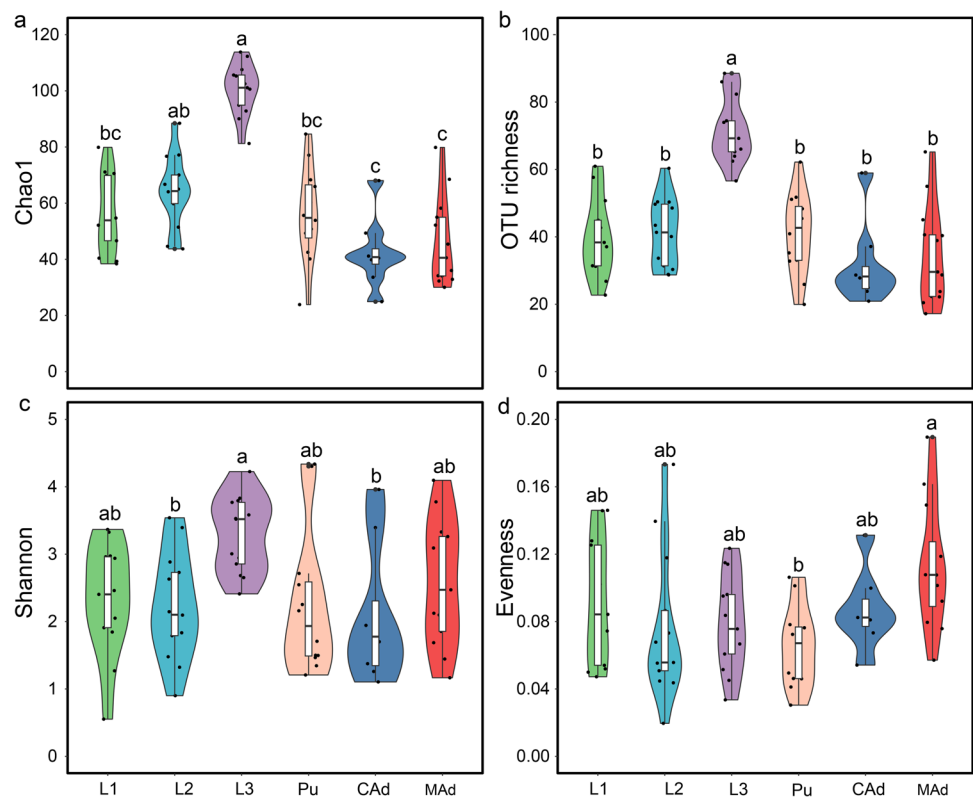 a
120
100
80
60
40
20
0
Chao1
bc
ab
a
bc
c
c
b
100
80
60
40
20
0
OTU richness
b
b
a
b
b
b
c
5
4
3
2
1
0
Shannon
ab
b
a
ab
b
ab
L1 L2 L3 Pu CAd MAd
d
0.20
0.16
0.12
0.08
0.04
0.00
Evenness
ab
ab
ab
b
ab
a
L1 L2 L3 Pu CAd MAd